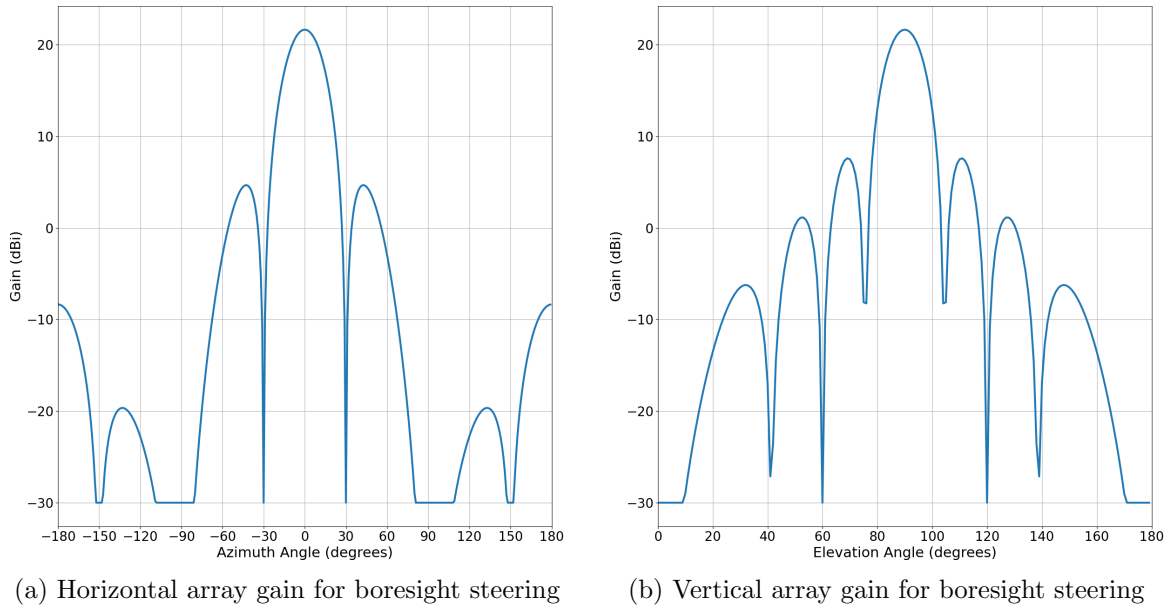 20
10
0
−10
−20
−30
Gain (dBi)
−180 −150 −120 −90 −60 −30 0 30 60 90 120 150 180
Azimuth Angle (degrees)
(a) Horizontal array gain for boresight steering
20
10
0
−10
−20
−30
Gain (dBi)
0 20 40 60 80 100 120 140 160 180
Elevation Angle (degrees)
(b) Vertical array gain for boresight steering